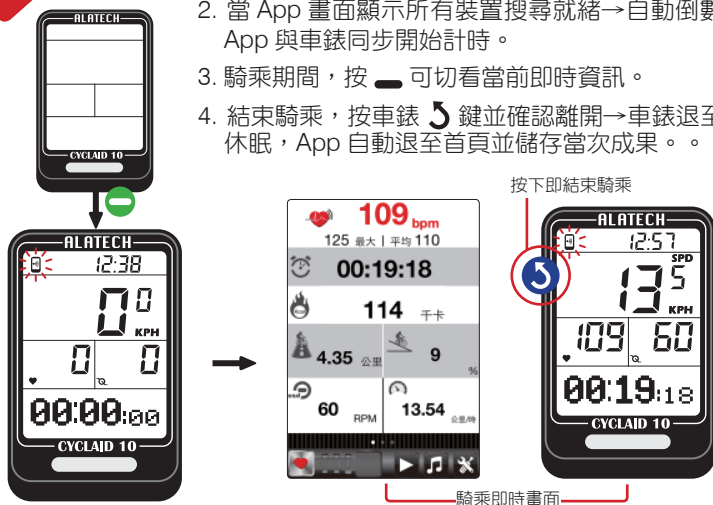 2. 當 App 畫面顯示所有裝置搜尋就緒→自動倒數
App 與車錶同步開始計時。
3. 騎乘期間，按 可切看當前即時資訊。
4. 結束騎乘，按車錶 鍵並確認離開→車錶退至
休眠，App 自動退至首頁並儲存當次成果。。
ALATECH
CYCLAID 10
ALATECH
12:38
0.0
KPH
0 0
00:00:00
CYCLAID 10
109 bpm
125 最大 | 平均 110
00:19:18
114 千卡
4.35 公里 9 %
60 RPM 13.54 公里/時
按下即結束騎乘
ALATECH
12:57
SPD
13.5
KPH
109 60
00:19:18
CYCLAID 10
騎乘即時畫面